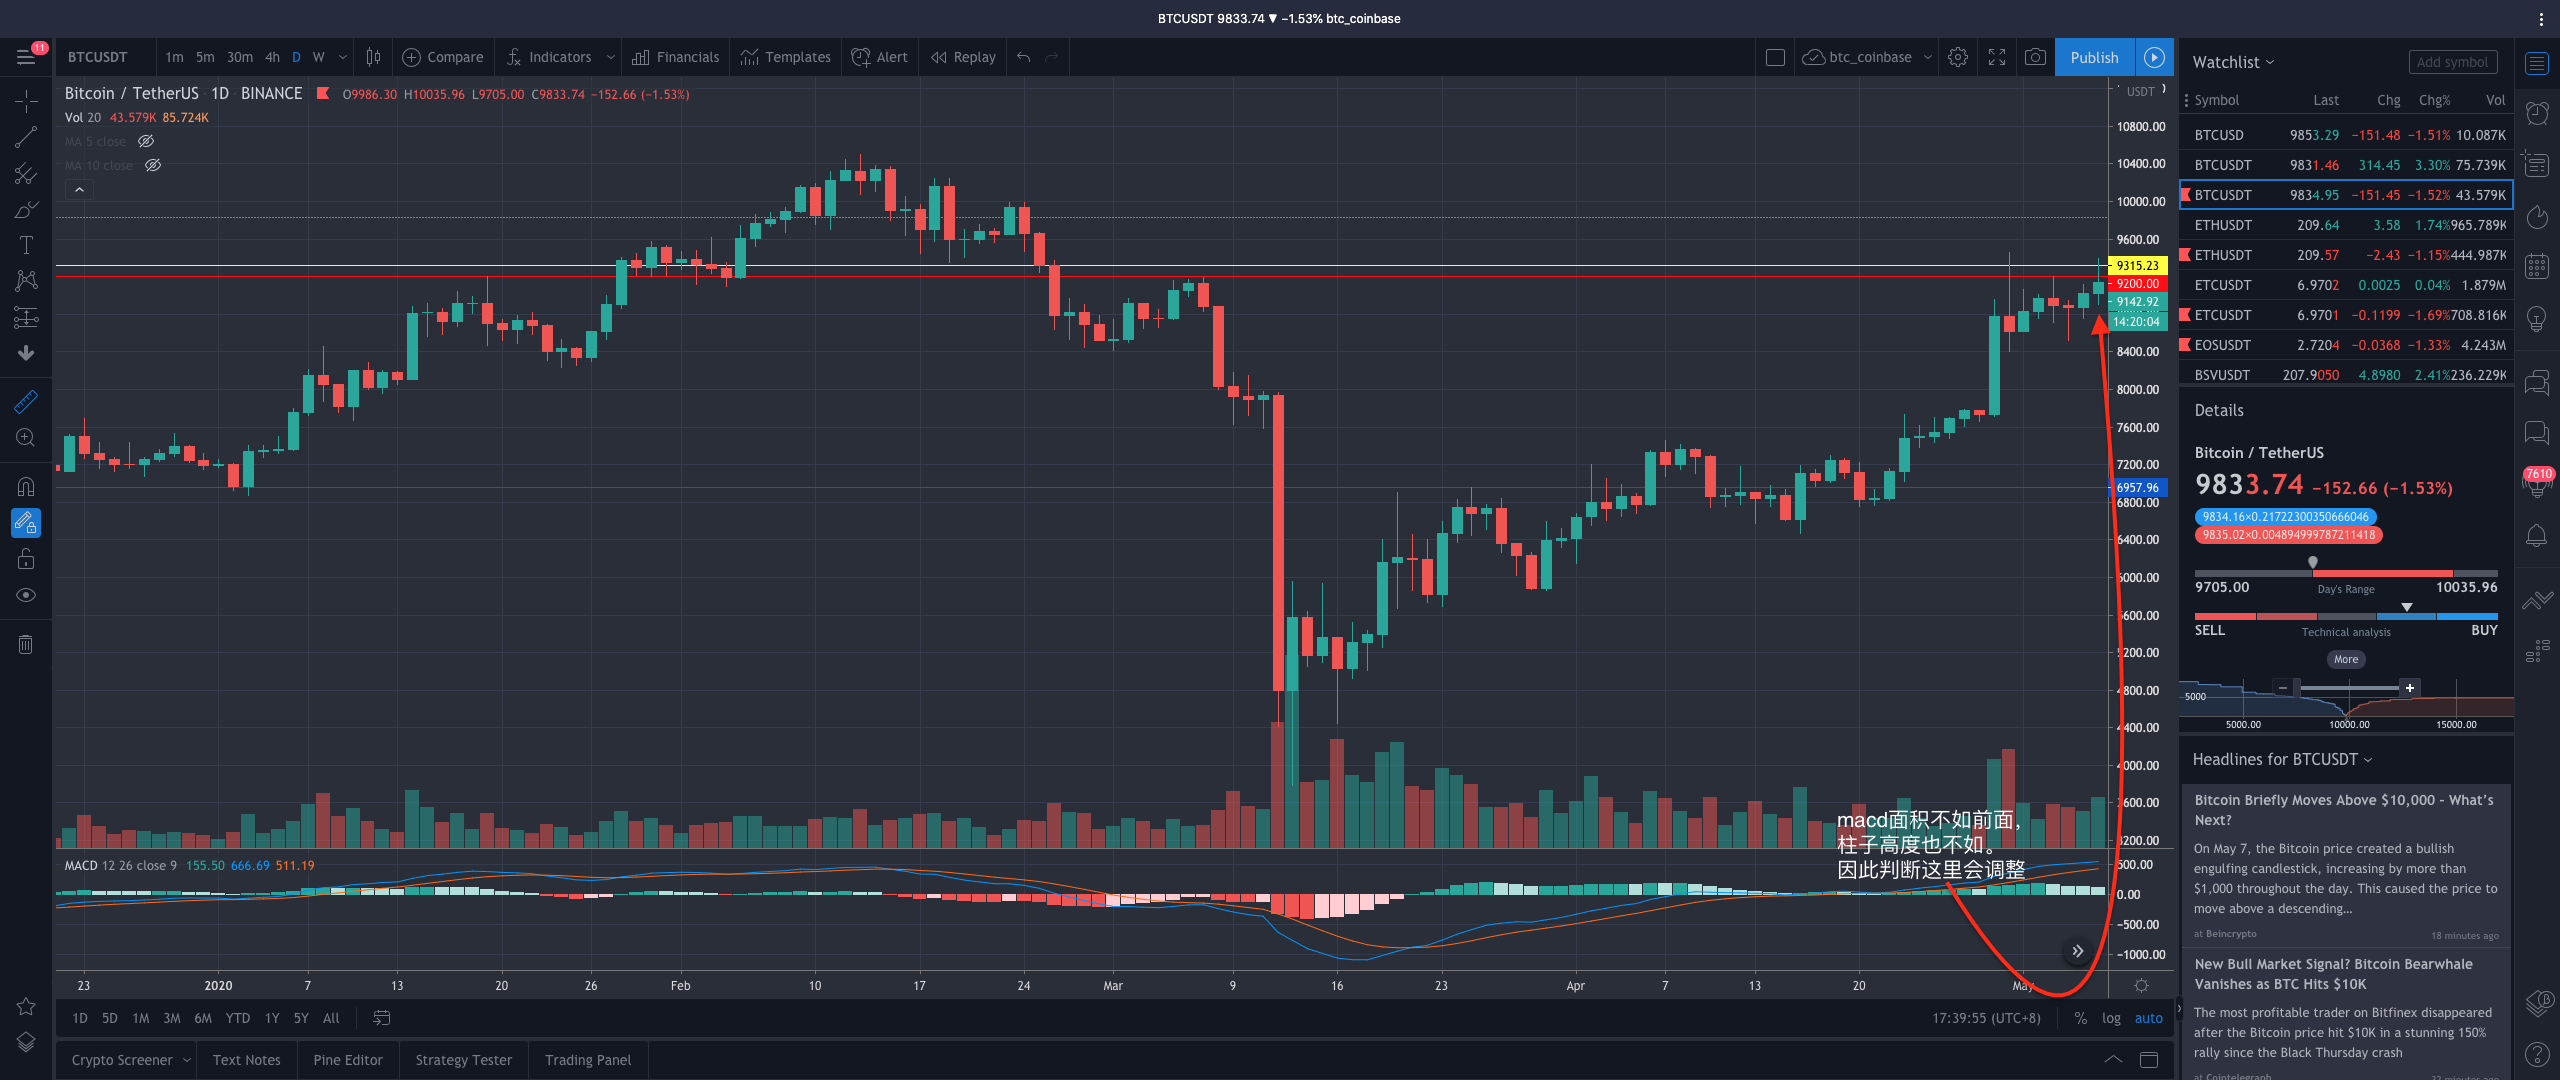 BTCUSDT 9833.74 ▼ −1.53% btc_coinbase
11
BTCUSDT 1m 5m 30m 4h D W Compare Indicators Financials Templates Alert Replay btc_coinbase Publish
Bitcoin / TetherUS 1D BINANCE O9986.30 H10035.96 L9705.00 C9833.74 −152.66 (−1.53%)
Vol 20 43.579K 85.724K
MA 5 close
MA 10 close
USDT
10800.00
10400.00
10000.00
9600.00
9315.23
9200.00
9142.92
14:20:04
8400.00
8000.00
7600.00
7200.00
6957.96
6800.00
6400.00
6000.00
5600.00
5200.00
4800.00
4400.00
4000.00
3600.00
3200.00
macd面积不如前面,
柱子高度也不如。
因此判断这里会调整
MACD 12 26 close 9 155.50 666.69 511.19
500.00
0.00
−500.00
−1000.00
23 2020 7 13 20 26 Feb 10 17 24 Mar 9 16 23 Apr 7 13 20 May
1D 5D 1M 3M 6M YTD 1Y 5Y All 17:39:55 (UTC+8) % log auto
Crypto Screener Text Notes Pine Editor Strategy Tester Trading Panel
Watchlist Add symbol
Symbol Last Chg Chg% Vol
BTCUSD 9853.29 −151.48 −1.51% 10.087K
BTCUSDT 9831.46 314.45 3.30% 75.739K
BTCUSDT 9834.95 −151.45 −1.52% 43.579K
ETHUSDT 209.64 3.58 1.74% 965.789K
ETHUSDT 209.57 −2.43 −1.15% 444.987K
ETCUSDT 6.9702 0.0025 0.04% 1.879M
ETCUSDT 6.9701 −0.1199 −1.69% 708.816K
EOSUSDT 2.7204 −0.0368 −1.33% 4.243M
BSVUSDT 207.9050 4.8980 2.41% 236.229K
Details
Bitcoin / TetherUS
9833.74 −152.66 (−1.53%)
9834.16×0.21722300350666046
9835.02×0.004894999787211418
9705.00 Day's Range 10035.96
SELL Technical analysis BUY
More
5000
5000.00 10000.00 15000.00
Headlines for BTCUSDT
Bitcoin Briefly Moves Above $10,000 - What's
Next?
On May 7, the Bitcoin price created a bullish
engulfing candlestick, increasing by more than
$1,000 throughout the day. This caused the price to
move above a descending...
at Beincrypto 18 minutes ago
New Bull Market Signal? Bitcoin Bearwhale
Vanishes as BTC Hits $10K
The most profitable trader on Bitfinex disappeared
after the Bitcoin price hit $10K in a stunning 150%
rally since the Black Thursday crash
7610